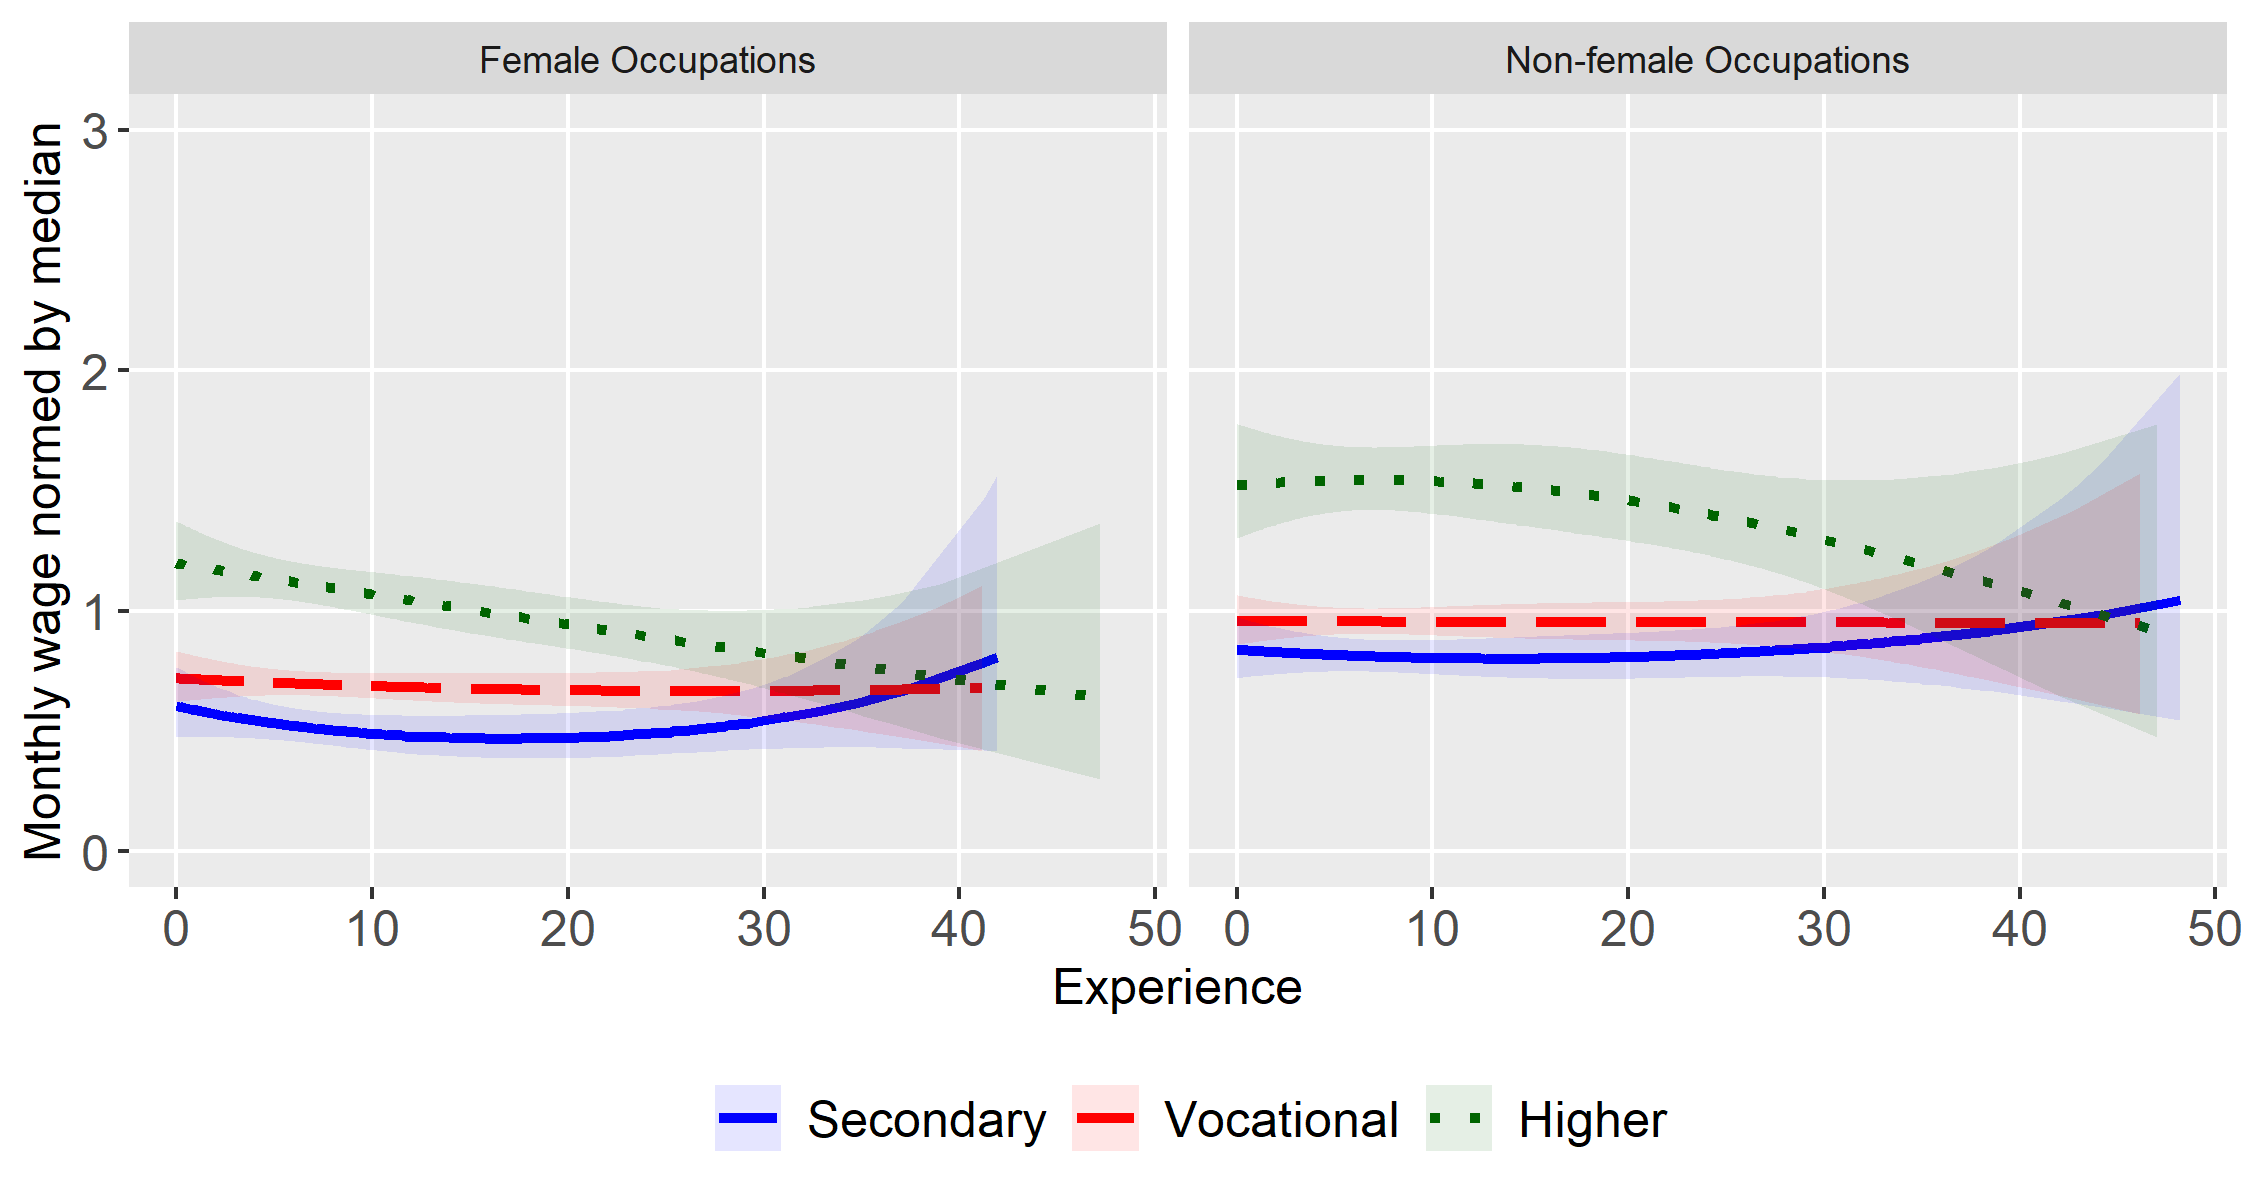 Female Occupations
Non-female Occupations
Monthly wage normed by median
3
2
1
0
0 10 20 30 40 50
0 10 20 30 40 50
Experience
Secondary Vocational Higher